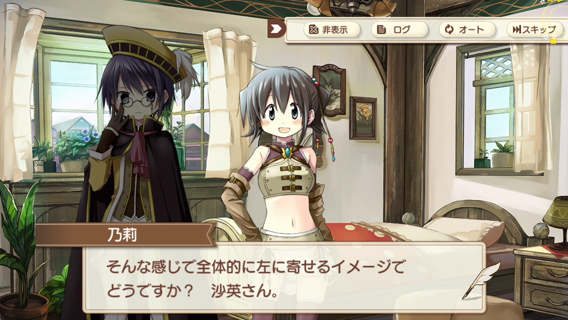 非表示
ログ
オート
スキップ
乃莉
そんな感じで全体的に左に寄せるイメージで
どうですか？　沙英さん。